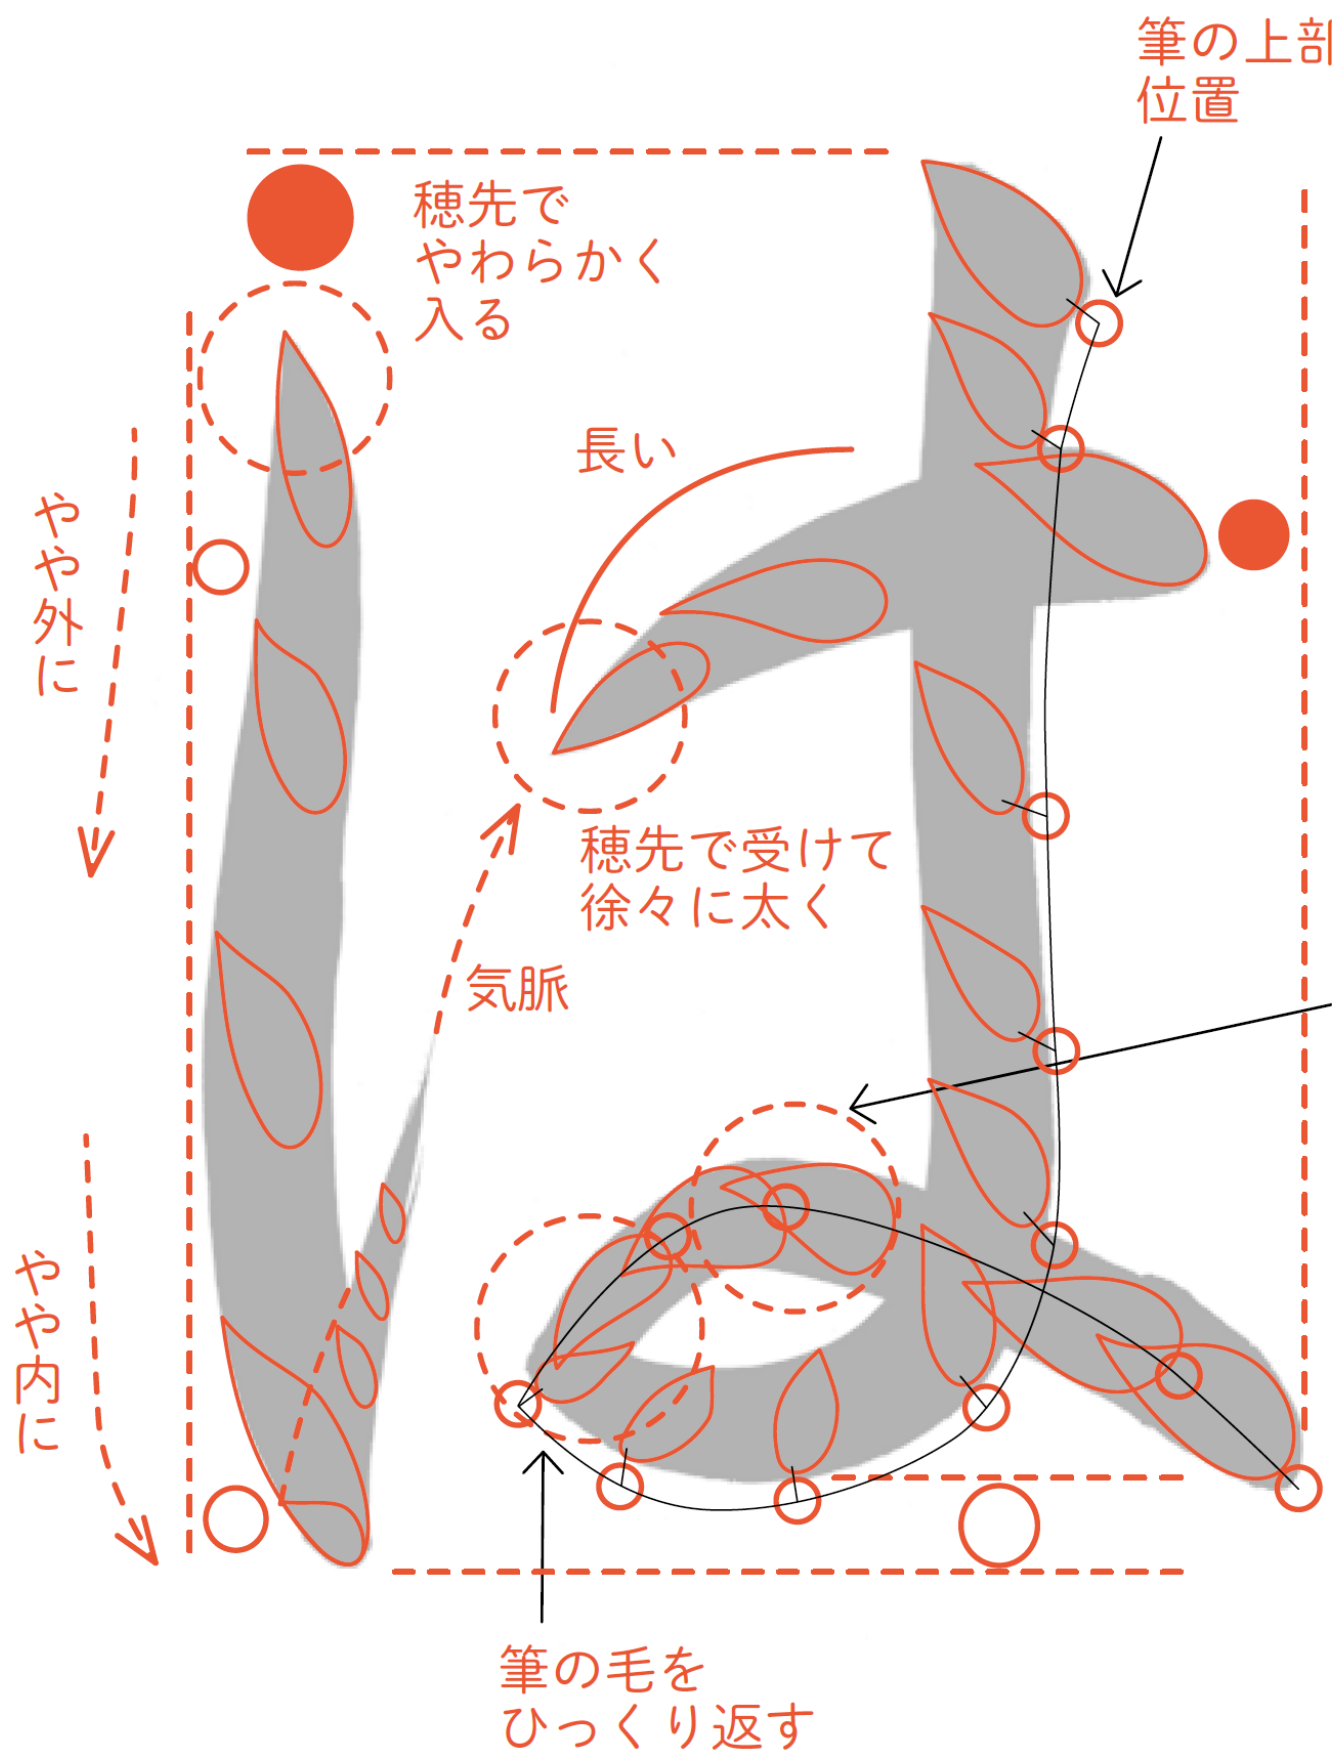 筆の上部
位置
穂先で
やわらかく
入る
長い
やや外に
穂先で受けて
徐々に太く
気脈
やや内に
筆の毛を
ひっくり返す
は